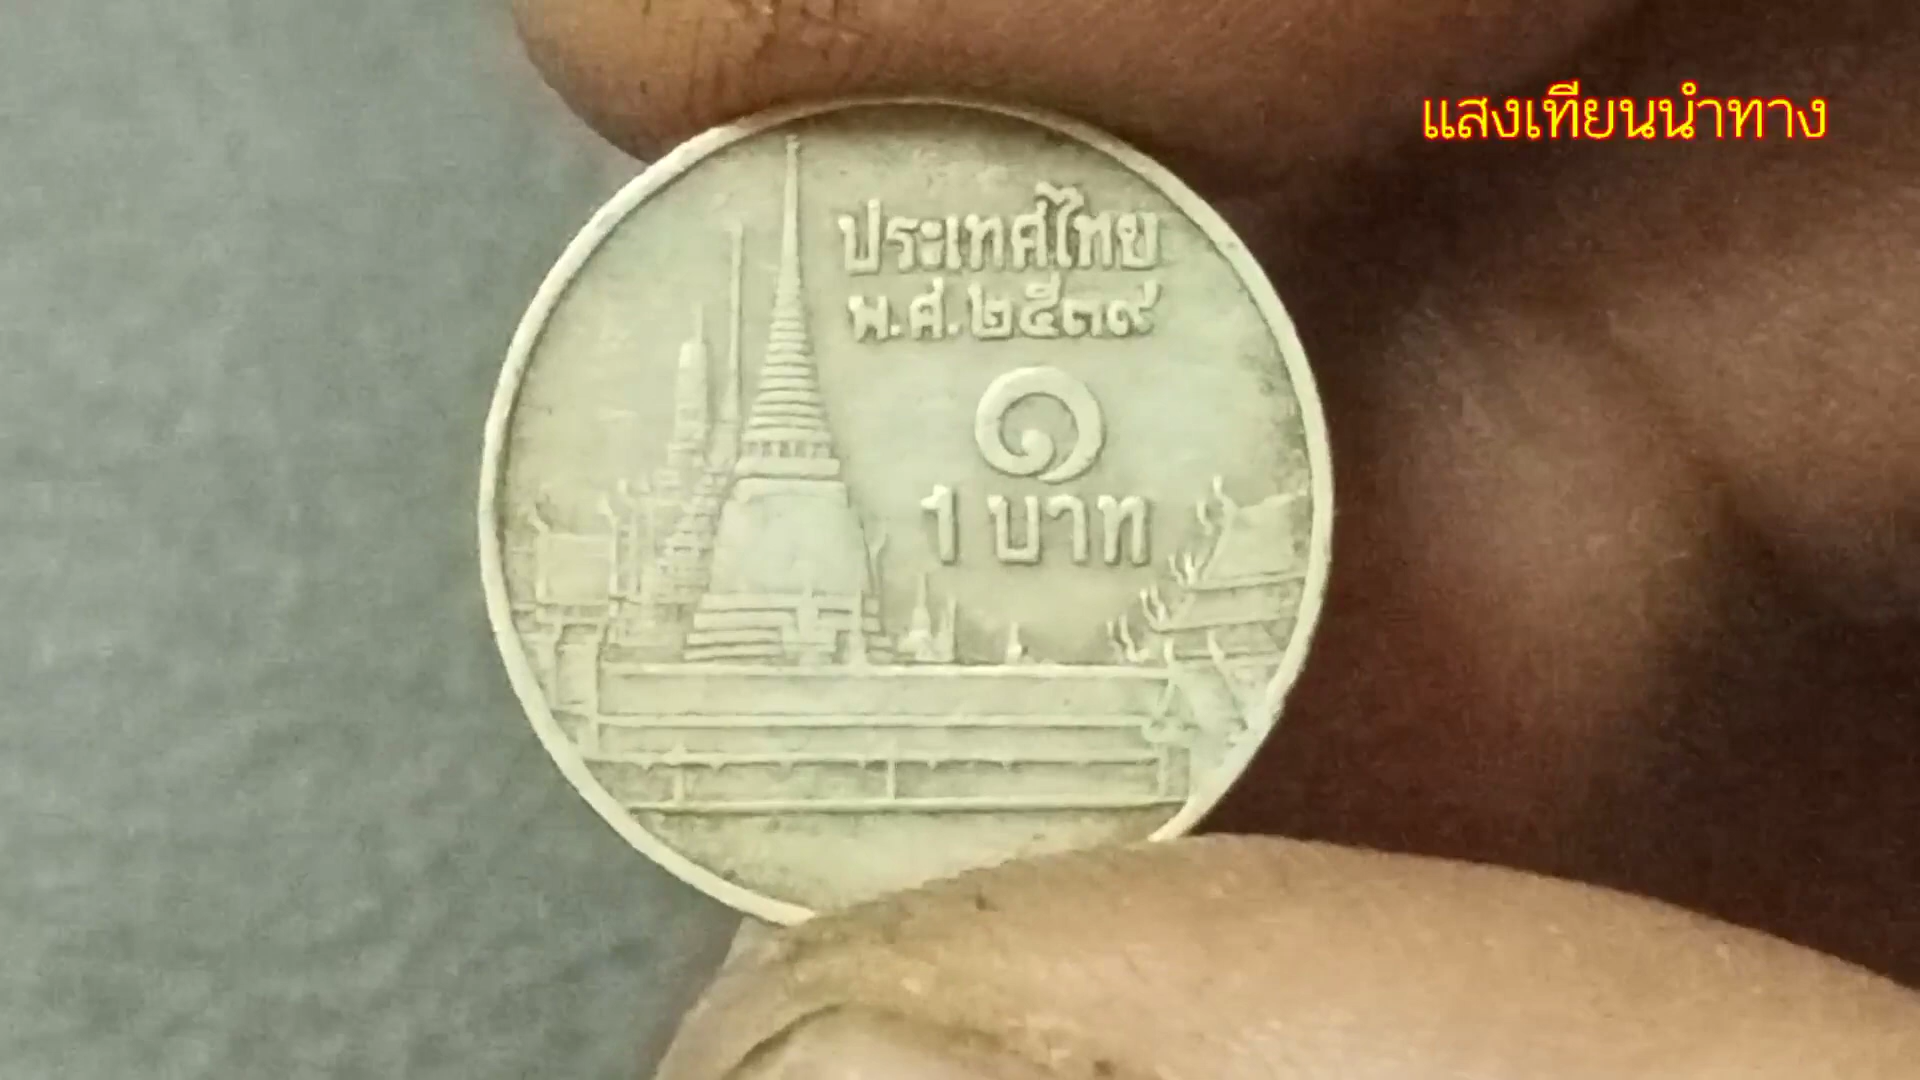 แสงเทียนนำทาง
ประเทศไทย
พ.ศ.๒๕๓๙
๑
1 บาท